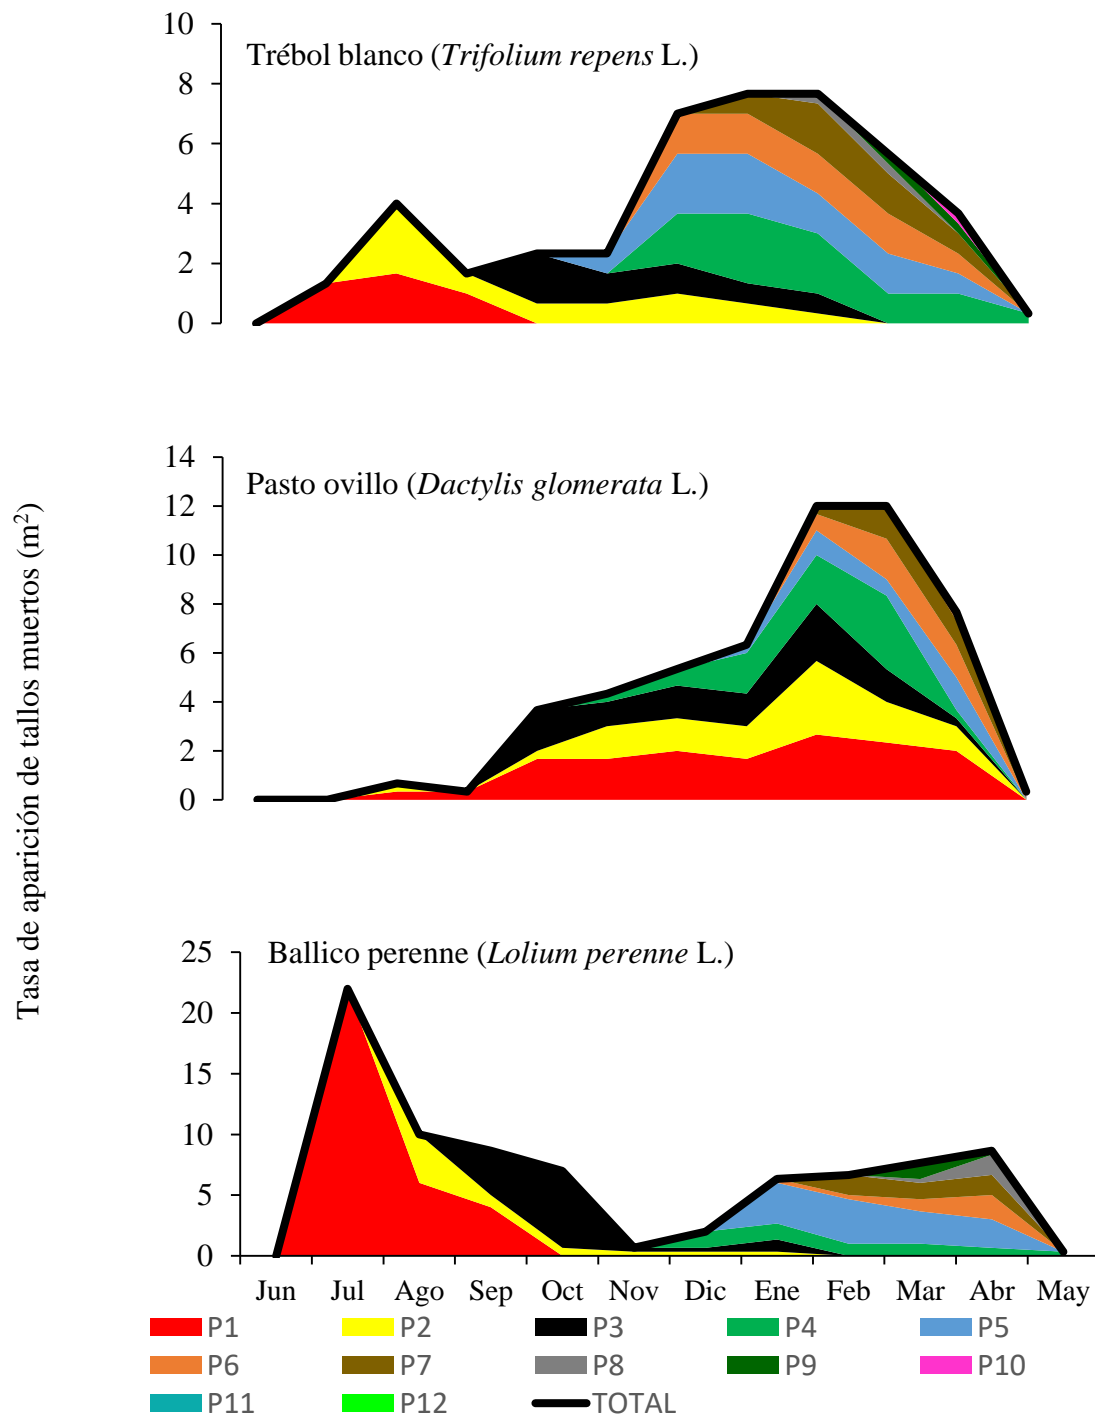 Tasa de aparición de tallos muertos (m²)
Trébol blanco (Trifolium repens L.)
10
8
6
4
2
0
Pasto ovillo (Dactylis glomerata L.)
14
12
10
8
6
4
2
0
Ballico perenne (Lolium perenne L.)
25
20
15
10
5
0
Jun Jul Ago Sep Oct Nov Dic Ene Feb Mar Abr May
P1 P2 P3 P4 P5
P6 P7 P8 P9 P10
P11 P12 TOTAL